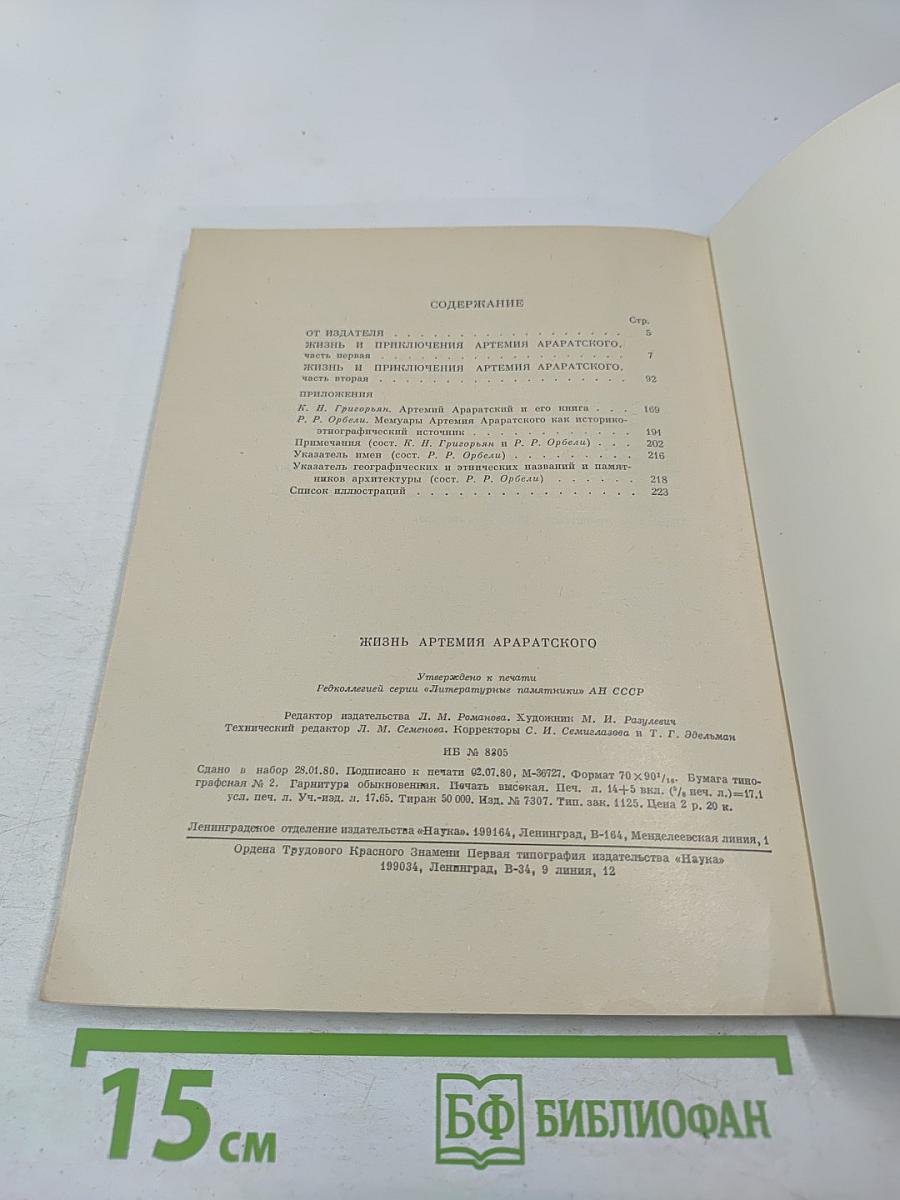 СОДЕРЖАНИЕ
Стр.
ОТ ИЗДАТЕЛЯ . . . . . . . . . . . . . . . . . . 5
ЖИЗНЬ И ПРИКЛЮЧЕНИЯ АРТЕМИЯ АРАРАТСКОГО,
часть первая . . . . . . . . . . . . . . . . . . . 7
ЖИЗНЬ И ПРИКЛЮЧЕНИЯ АРТЕМИЯ АРАРАТСКОГО,
часть вторая . . . . . . . . . . . . . . . . . . . 92
ПРИЛОЖЕНИЯ
К. Н. Григорьян. Артемий Араратский и его книга . . . 169
Р. Р. Орбели. Мемуары Артемия Араратского как историко-
этнографический источник . . . . . . . . . . . . . 194
Примечания (сост. К. Н. Григорьян и Р. Р. Орбели) . . . 202
Указатель имен (сост. Р. Р. Орбели) . . . . . . . . . 216
Указатель географических и этнических названий и памят-
ников архитектуры (сост. Р. Р. Орбели) . . . . . . 218
Список иллюстраций . . . . . . . . . . . . . . . . . 223
ЖИЗНЬ АРТЕМИЯ АРАРАТСКОГО
Утверждено к печати
Редколлегией серии «Литературные памятники» АН СССР
Редактор издательства Л. М. Романова. Художник М. И. Разулевич
Технический редактор Л. М. Семенова. Корректоры С. И. Семиглазова и Т. Г. Эдельман
ИБ № 8305
Сдано в набор 28.01.80. Подписано к печати 02.07.80, М-36727. Формат 70×90¹/₁₆. Бумага типо-
графская № 2. Гарнитура обыкновенная. Печать высокая. Печ. л. 14+5 вкл. (⁵/₈ печ. л.)=17.1
усл. печ. л. Уч.-изд. л. 17.65. Тираж 50 000. Изд. № 7307. Тип. зак. 1125. Цена 2 р. 20 к.
Ленинградское отделение издательства «Наука». 199164, Ленинград, В-164, Менделеевская линия, 1
Ордена Трудового Красного Знамени Первая типография издательства «Наука»
199034, Ленинград, В-34, 9 линия, 12
15 см
БФ БИБЛИОФАН